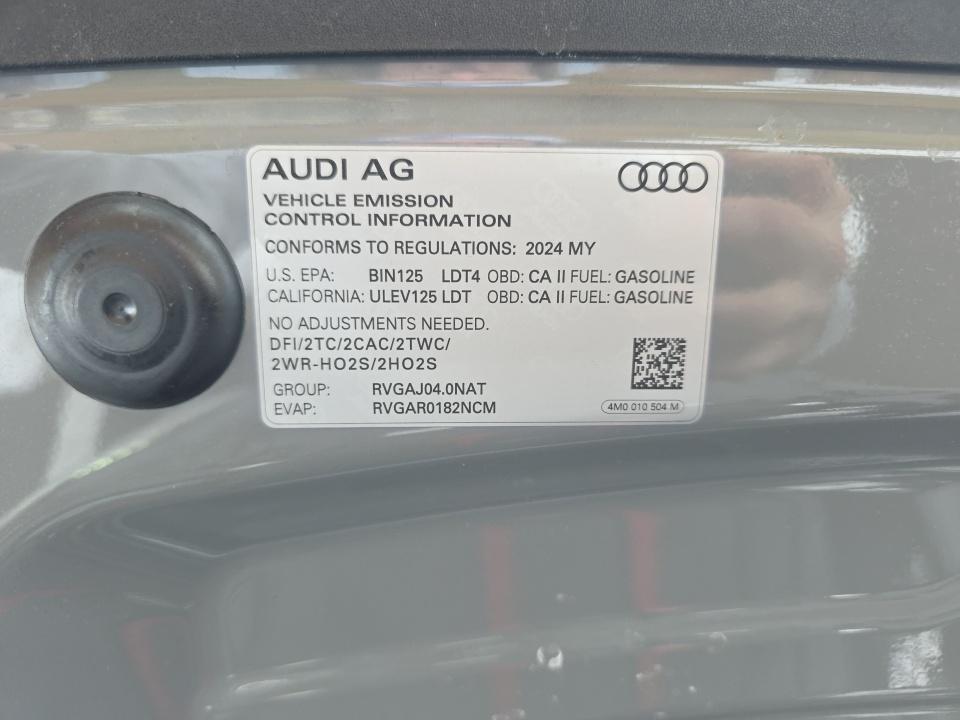 AUDI AG
VEHICLE EMISSION
CONTROL INFORMATION
CONFORMS TO REGULATIONS: 2024 MY
U.S. EPA: BIN125 LDT4 OBD: CA II FUEL: GASOLINE
CALIFORNIA: ULEV125 LDT OBD: CA II FUEL: GASOLINE
NO ADJUSTMENTS NEEDED.
DFI/2TC/2CAC/2TWC/
2WR-HO2S/2HO2S
GROUP: RVGAJ04.0NAT
EVAP: RVGAR0182NCM
4M0 010 504 M